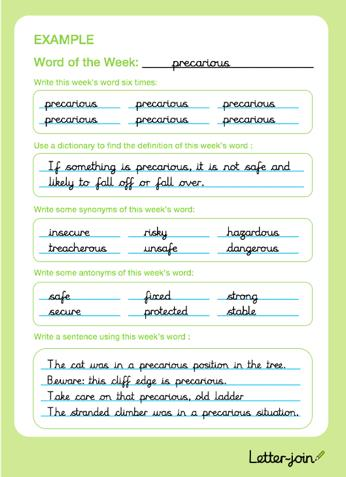 EXAMPLE
Word of the Week: precarious
Write this week's word six times:
precarious precarious precarious
precarious precarious precarious
Use a dictionary to find the definition of this week's word :
If something is precarious, it is not safe and
likely to fall off or fall over.
Write some synonyms of this week's word:
insecure risky hazardous
treacherous unsafe dangerous
Write some antonyms of this week's word:
safe fixed strong
secure protected stable
Write a sentence using this week's word :
The cat was in a precarious position in the tree.
Beware: this cliff edge is precarious.
Take care on that precarious, old ladder
The stranded climber was in a precarious situation.
Letter-join